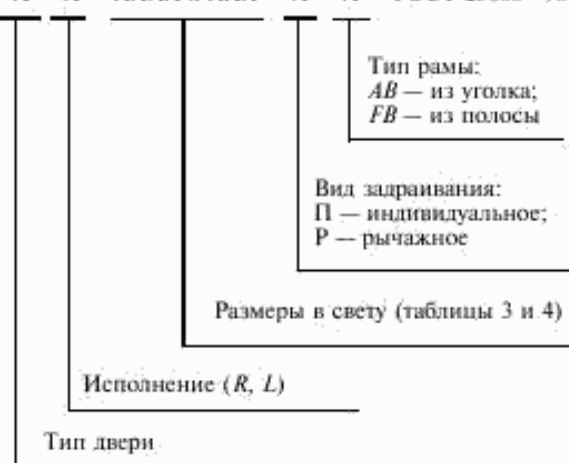 Тип рамы:
AB — из уголка;
FB — из полосы
Вид задраивания:
П — индивидуальное;
Р — рычажное
Размеры в свету (таблицы 3 и 4)
Исполнение (R, L)
Тип двери